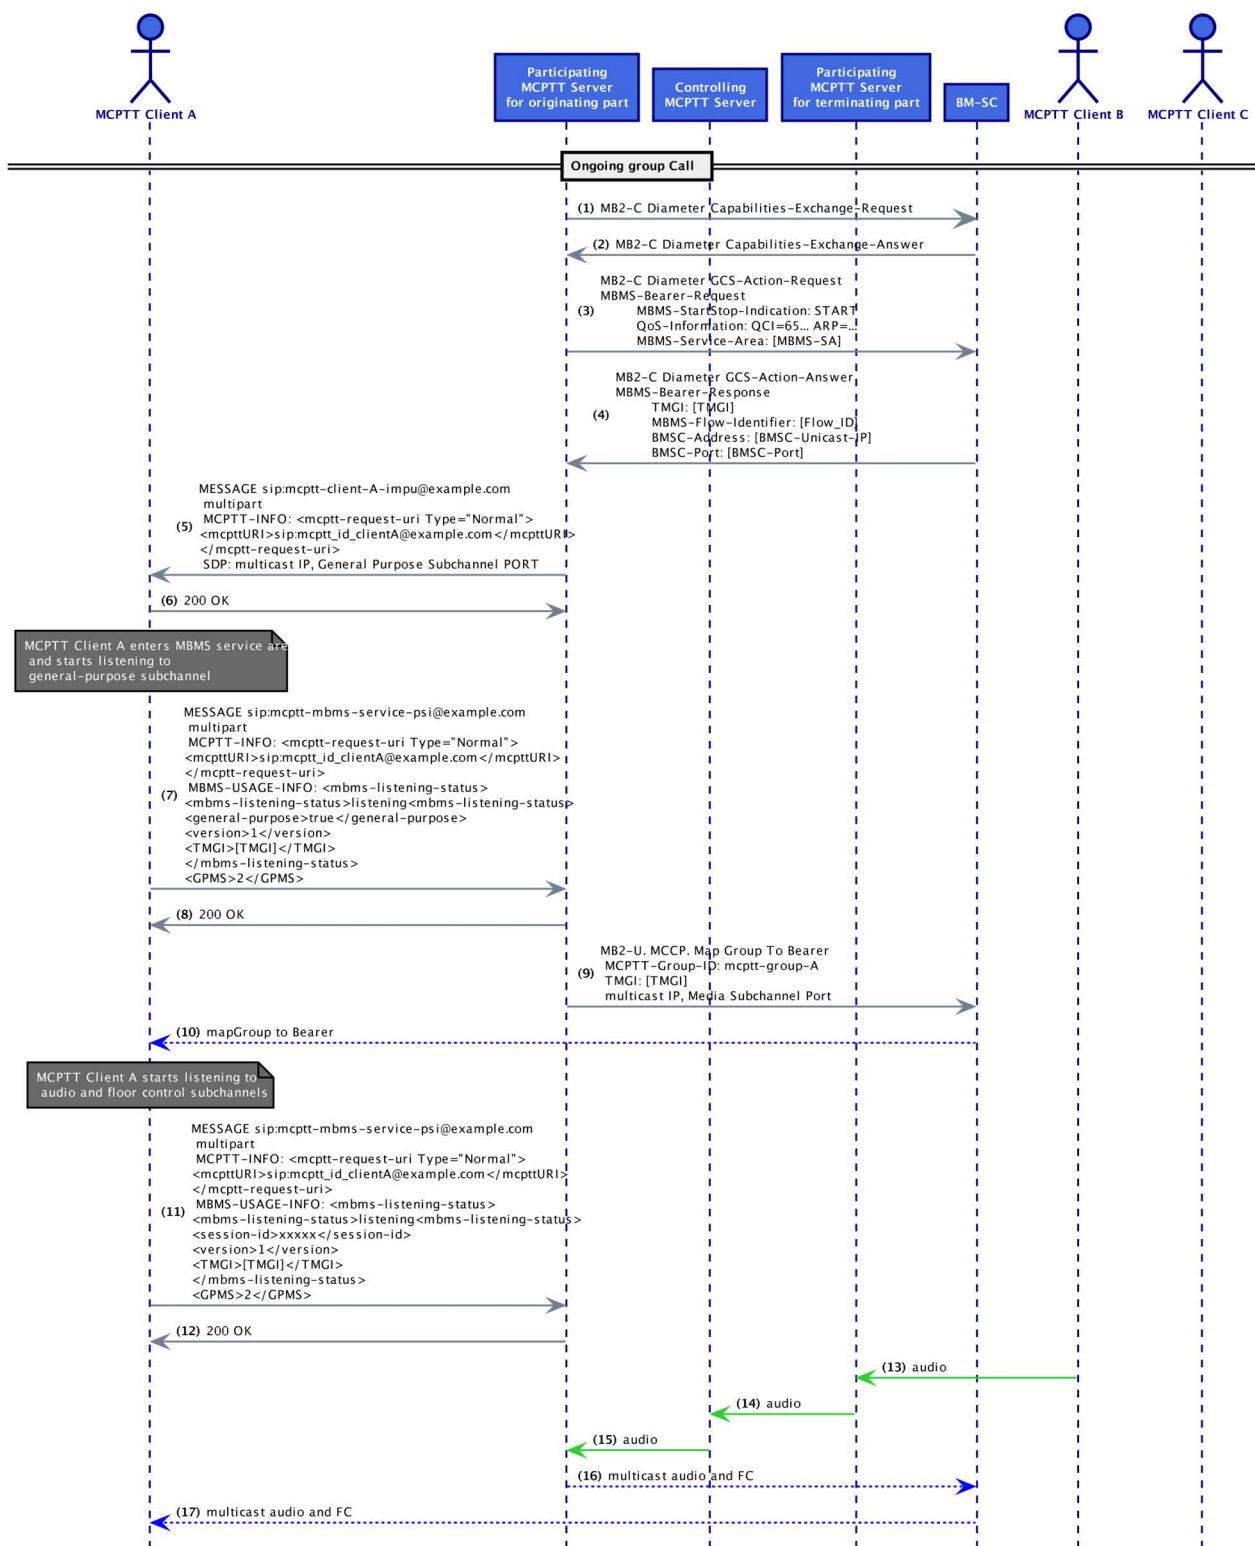 MCPTT Client A
Participating
MCPTT Server
for originating part
Controlling
MCPTT Server
Participating
MCPTT Server
for terminating part
BM-SC
MCPTT Client B
MCPTT Client C
Ongoing group Call
(1) MB2-C Diameter Capabilities-Exchange-Request
(2) MB2-C Diameter Capabilities-Exchange-Answer
MB2-C Diameter GCS-Action-Request
MBMS-Bearer-Request
(3) MBMS-StartStop-Indication: START
QoS-Information: QCI=65... ARP=...
MBMS-Service-Area: [MBMS-SA]
MB2-C Diameter GCS-Action-Answer
MBMS-Bearer-Response
TMGI: [TMGI]
(4) MBMS-Flow-Identifier: [Flow_ID]
BMSC-Address: [BMSC-Unicast-IP]
BMSC-Port: [BMSC-Port]
MESSAGE sip:mcptt-client-A-impu@example.com
multipart
MCPTT-INFO: <mcptt-request-uri Type="Normal">
(5) <mcpttURI>sip:mcptt_id_clientA@example.com</mcpttURI>
</mcptt-request-uri>
SDP: multicast IP, General Purpose Subchannel PORT
(6) 200 OK
MCPTT Client A enters MBMS service are
and starts listening to
general-purpose subchannel
MESSAGE sip:mcptt-mbms-service-psi@example.com
multipart
MCPTT-INFO: <mcptt-request-uri Type="Normal">
<mcpttURI>sip:mcptt_id_clientA@example.com</mcpttURI>
</mcptt-request-uri>
MBMS-USAGE-INFO: <mbms-listening-status>
(7) <mbms-listening-status>listening<mbms-listening-status>
<general-purpose>true</general-purpose>
<version>1</version>
<TMGI>[TMGI]</TMGI>
</mbms-listening-status>
<GPMS>2</GPMS>
(8) 200 OK
MB2-U. MCCP. Map Group To Bearer
MCPTT-Group-ID: mcptt-group-A
(9) TMGI: [TMGI]
multicast IP, Media Subchannel Port
(10) mapGroup to Bearer
MCPTT Client A starts listening to
audio and floor control subchannels
MESSAGE sip:mcptt-mbms-service-psi@example.com
multipart
MCPTT-INFO: <mcptt-request-uri Type="Normal">
<mcpttURI>sip:mcptt_id_clientA@example.com</mcpttURI>
</mcptt-request-uri>
MBMS-USAGE-INFO: <mbms-listening-status>
(11) <mbms-listening-status>listening<mbms-listening-status>
<session-id>xxxxx</session-id>
<version>1</version>
<TMGI>[TMGI]</TMGI>
</mbms-listening-status>
<GPMS>2</GPMS>
(12) 200 OK
(13) audio
(14) audio
(15) audio
(16) multicast audio and FC
(17) multicast audio and FC